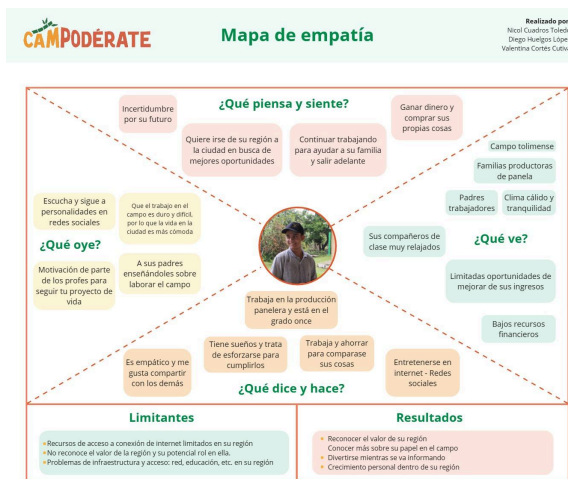 CAMPODÉRATE
Mapa de empatía
Realizado por
Nicol Cuadros Toled
Diego Huelgos Lópe
Valentina Cortés Cutiva
¿Qué piensa y siente?
Incertidumbre
por su futuro
Quiere irse de su región a
la ciudad en busca de
mejores oportunidades
Continuar trabajando
para ayudar a su familia
y salir adelante
Ganar dinero y
comprar sus
propias cosas
¿Qué oye?
Escucha y sigue a
personalidades en
redes sociales
Que el trabajo en el
campo es duro y difícil,
por lo que la vida en la
ciudad es más cómoda
Motivación de parte
de los profes para
seguir tu proyecto de
vida
A sus padres
enseñándoles sobre
laborar el campo
¿Qué ve?
Campo tolimense
Familias productoras
de panela
Padres
trabajadores
Clima cálido y
tranquilidad
Sus compañeros de
clase muy relajados
Limitadas oportunidades de
mejorar de sus ingresos
Bajos recursos
financieros
Trabaja en la producción
panelera y está en el
grado once
Es empático y me
gusta compartir
con los demás
Tiene sueños y trata
de esforzarse para
cumplirlos
Trabaja y ahorrar
para comparase
sus cosas
Entretenerse en
internet - Redes
sociales
¿Qué dice y hace?
Limitantes
Recursos de acceso a conexión de internet limitados en su región
No reconoce el valor de la región y su potencial rol en ella.
Problemas de infraestructura y acceso: red, educación, etc. en su región
Resultados
Reconocer el valor de su región
Conocer más sobre su papel en el campo
Divertirse mientras se va informando
Crecimiento personal dentro de su región